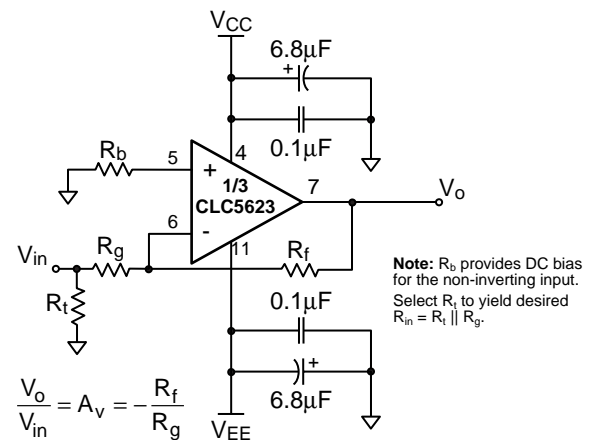 VCC
6.8µF
+
0.1µF
Rb
5
+
4
1/3
CLC5623
7
Vo
6
-
11
Vin
Rg
Rf
Rt
Note: Rb provides DC bias
for the non-inverting input.
Select Rt to yield desired
Rin = Rt || Rg.
0.1µF
+
6.8µF
VEE
Vo/Vin = Av = −Rf/Rg